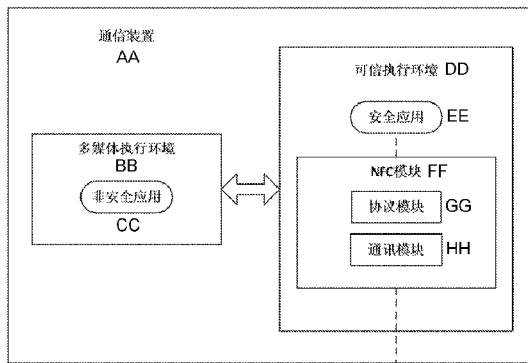 通信装置
AA
可信执行环境 DD
安全应用 EE
多媒体执行环境
BB
非安全应用
CC
NFC模块 FF
协议模块 GG
通讯模块 HH